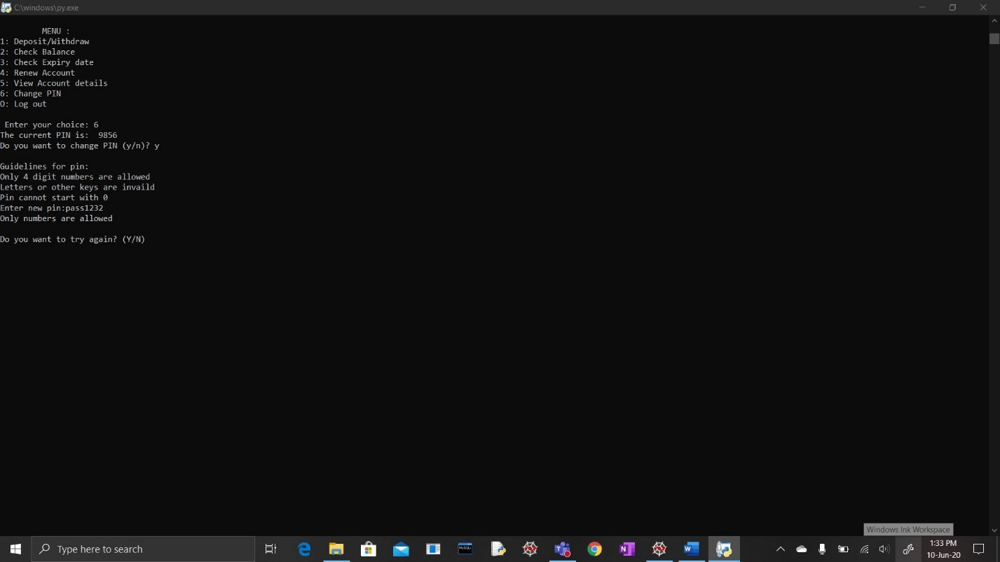 C:\windows\py.exe
MENU :
1: Deposit/Withdraw
2: Check Balance
3: Check Expiry date
4: Renew Account
5: View Account details
6: Change PIN
O: Log out
Enter your choice: 6
The current PIN is:  9856
Do you want to change PIN (y/n)? y
Guidelines for pin:
Only 4 digit numbers are allowed
Letters or other keys are invaild
Pin cannot start with 0
Enter new pin:pass1232
Only numbers are allowed
Do you want to try again? (Y/N)
Windows Ink Workspace
Type here to search
MySQL
N
W
1:33 PM
10-Jun-20